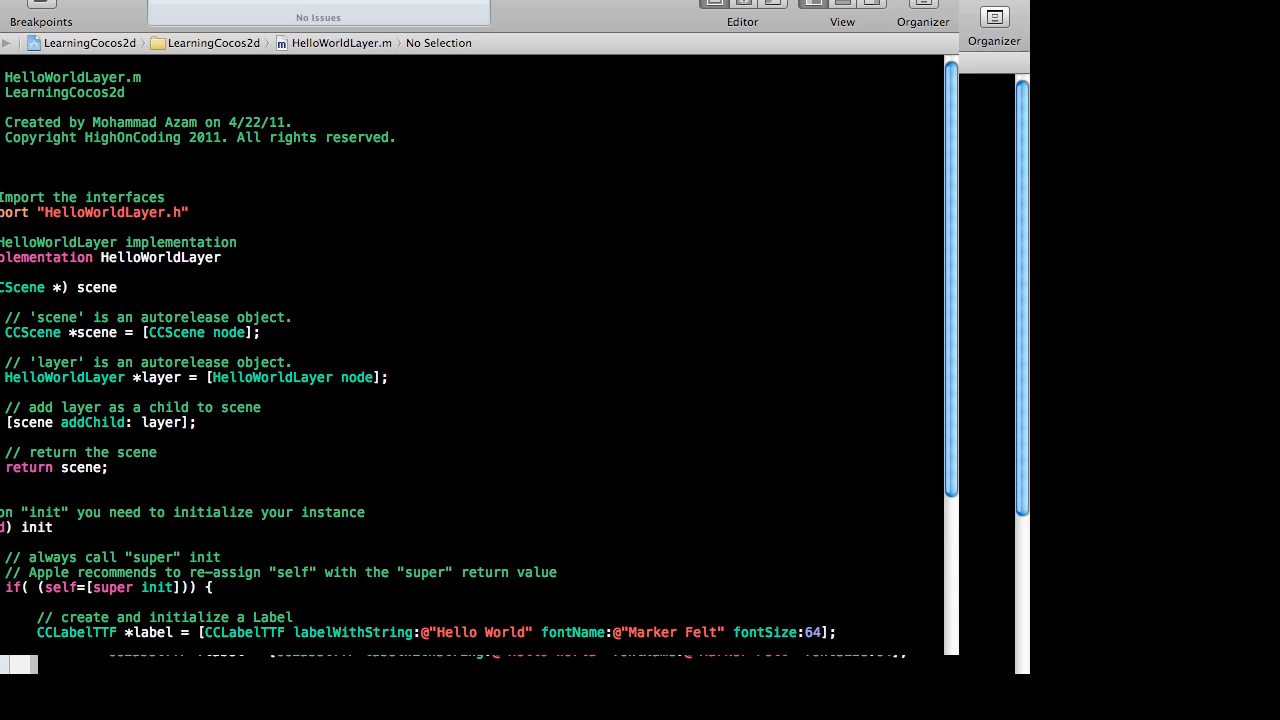 Breakpoints
No Issues
Editor
View
Organizer
Organizer
LearningCocos2d
LearningCocos2d
HelloWorldLayer.m
No Selection
HelloWorldLayer.m
LearningCocos2d
Created by Mohammad Azam on 4/22/11.
Copyright HighOnCoding 2011. All rights reserved.
Import the interfaces
port "HelloWorldLayer.h"
HelloWorldLayer implementation
plementation HelloWorldLayer
CScene *) scene
// 'scene' is an autorelease object.
CCScene *scene = [CCScene node];
// 'layer' is an autorelease object.
HelloWorldLayer *layer = [HelloWorldLayer node];
// add layer as a child to scene
[scene addChild: layer];
// return the scene
return scene;
on "init" you need to initialize your instance
d) init
// always call "super" init
// Apple recommends to re-assign "self" with the "super" return value
if( (self=[super init])) {
// create and initialize a Label
CCLabelTTF *label = [CCLabelTTF labelWithString:@"Hello World" fontName:@"Marker Felt" fontSize:64];